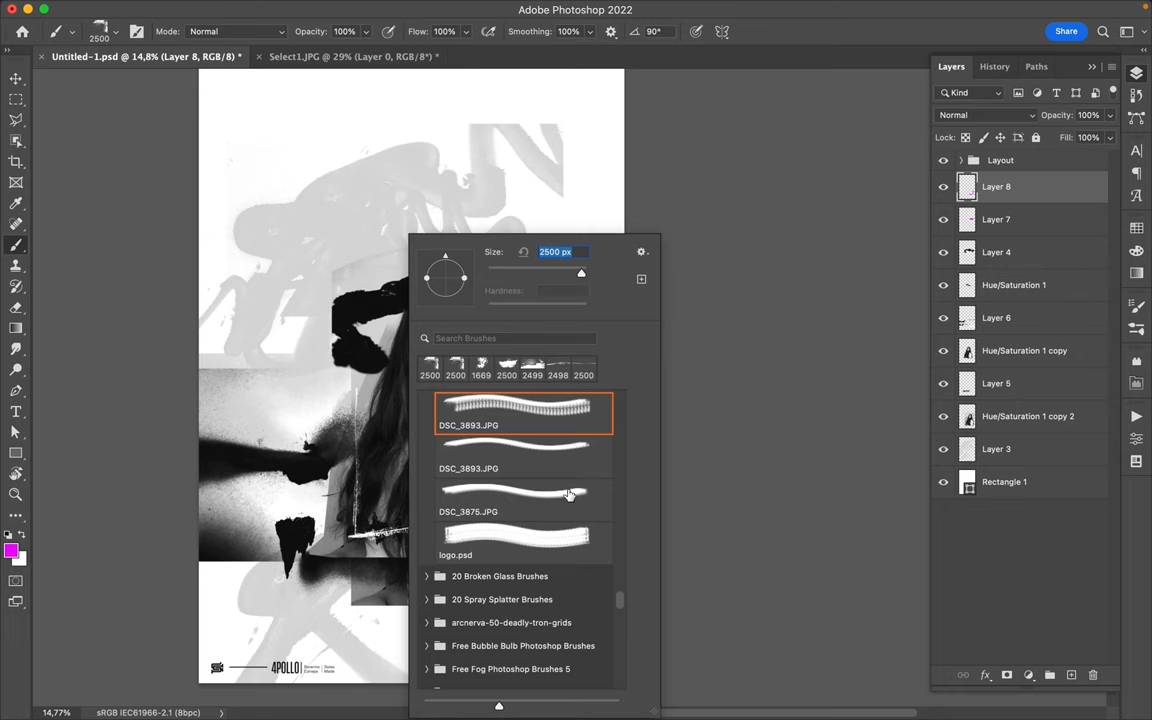 Adobe Photoshop 2022
2500
Mode: Normal
Opacity: 100%
Flow: 100%
Smoothing: 100%
90°
Share
Untitled-1.psd @ 14,8% (Layer 8, RGB/8) *
Select1.JPG @ 29% (Layer 0, RGB/8*) *
Layers
History
Paths
Kind
Normal
Opacity: 100%
Lock:
Fill: 100%
Layout
Layer 8
Layer 7
Layer 4
Hue/Saturation 1
Layer 6
Hue/Saturation 1 copy
Layer 5
Hue/Saturation 1 copy 2
Layer 3
Rectangle 1
Size:
2500 px
Hardness:
Search Brushes
2500 2500 1669 2500 2499 2498 2500
DSC_3893.JPG
DSC_3893.JPG
DSC_3875.JPG
logo.psd
20 Broken Glass Brushes
20 Spray Splatter Brushes
arcnerva-50-deadly-tron-grids
Free Bubble Bulb Photoshop Brushes
Free Fog Photoshop Brushes 5
4POLLO
14,77%
sRGB IEC61966-2.1 (8bpc)